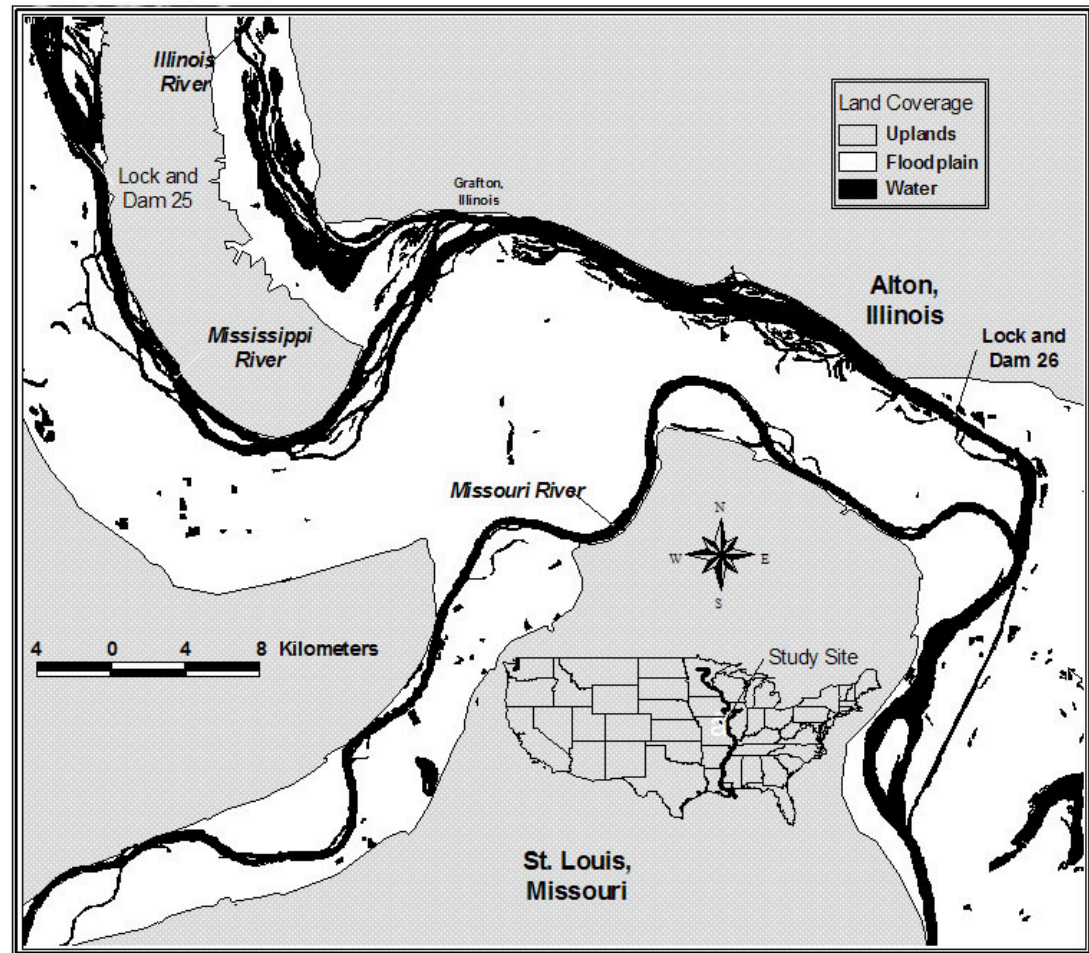 Illinois
River
Land Coverage
Uplands
Floodplain
Water
Lock and
Dam 25
Grafton,
Illinois
Alton,
Illinois
Lock and
Dam 26
Mississippi
River
Missouri River
N
W
E
S
4 0 4 8 Kilometers
Study Site
a
St. Louis,
Missouri